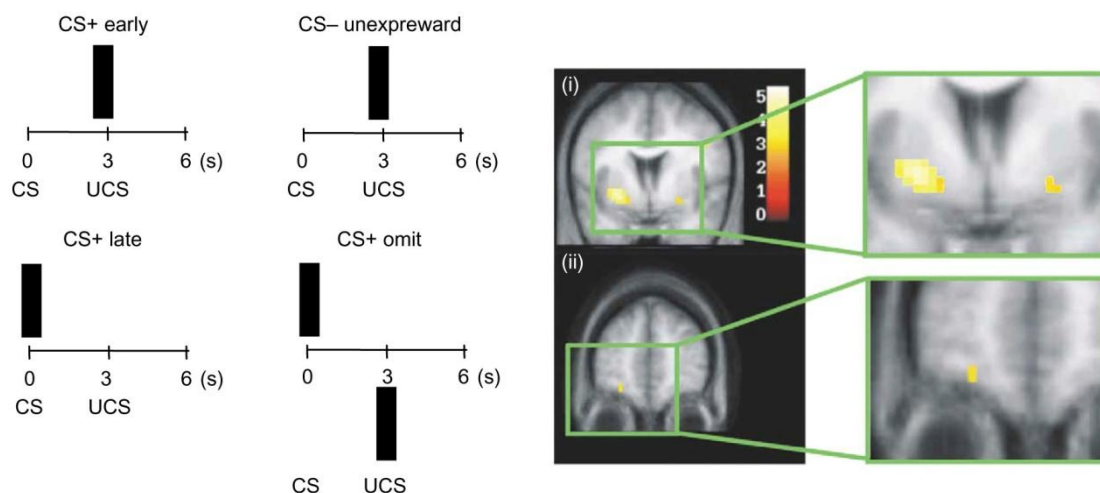 CS+ early
0 3 6 (s)
CS UCS
CS– unexpreward
0 3 6 (s)
CS UCS
CS+ late
0 3 6 (s)
CS UCS
CS+ omit
0 3 6 (s)
CS UCS
(i)
5
4
3
2
1
0
(ii)